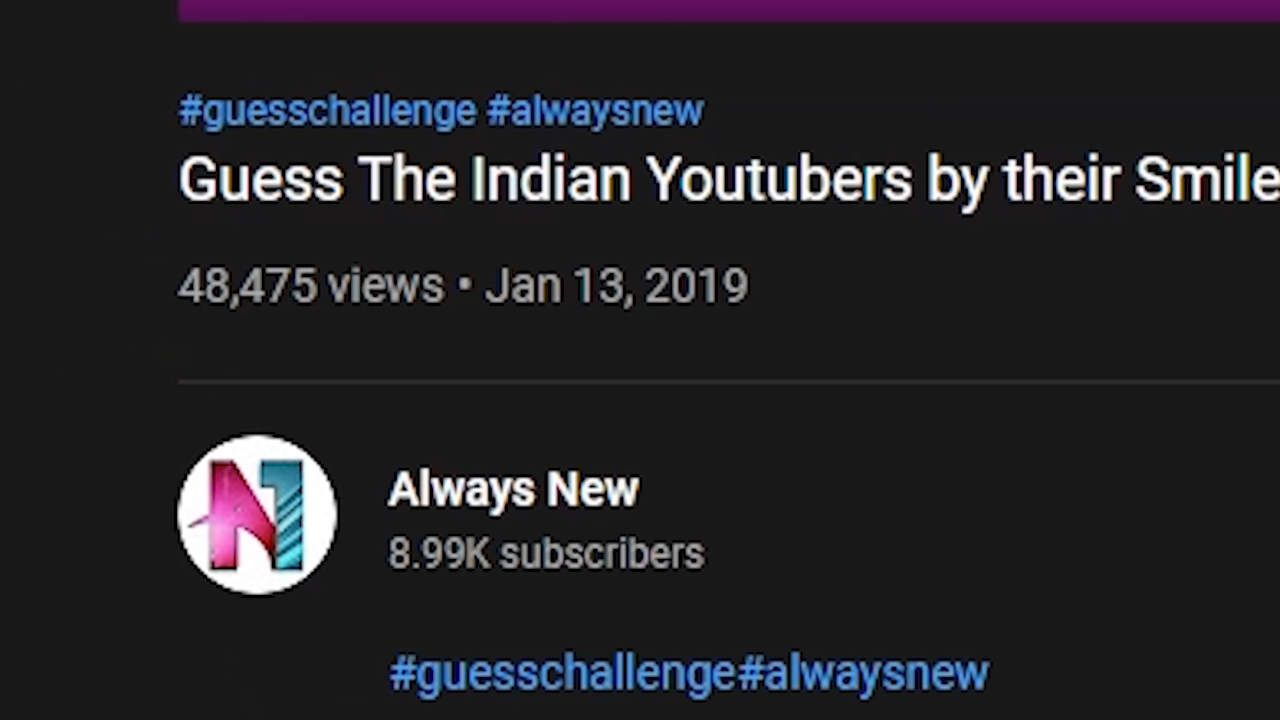 #guesschallenge #alwaysnew
Guess The Indian Youtubers by their Smile
48,475 views • Jan 13, 2019
Always New
8.99K subscribers
#guesschallenge#alwaysnew